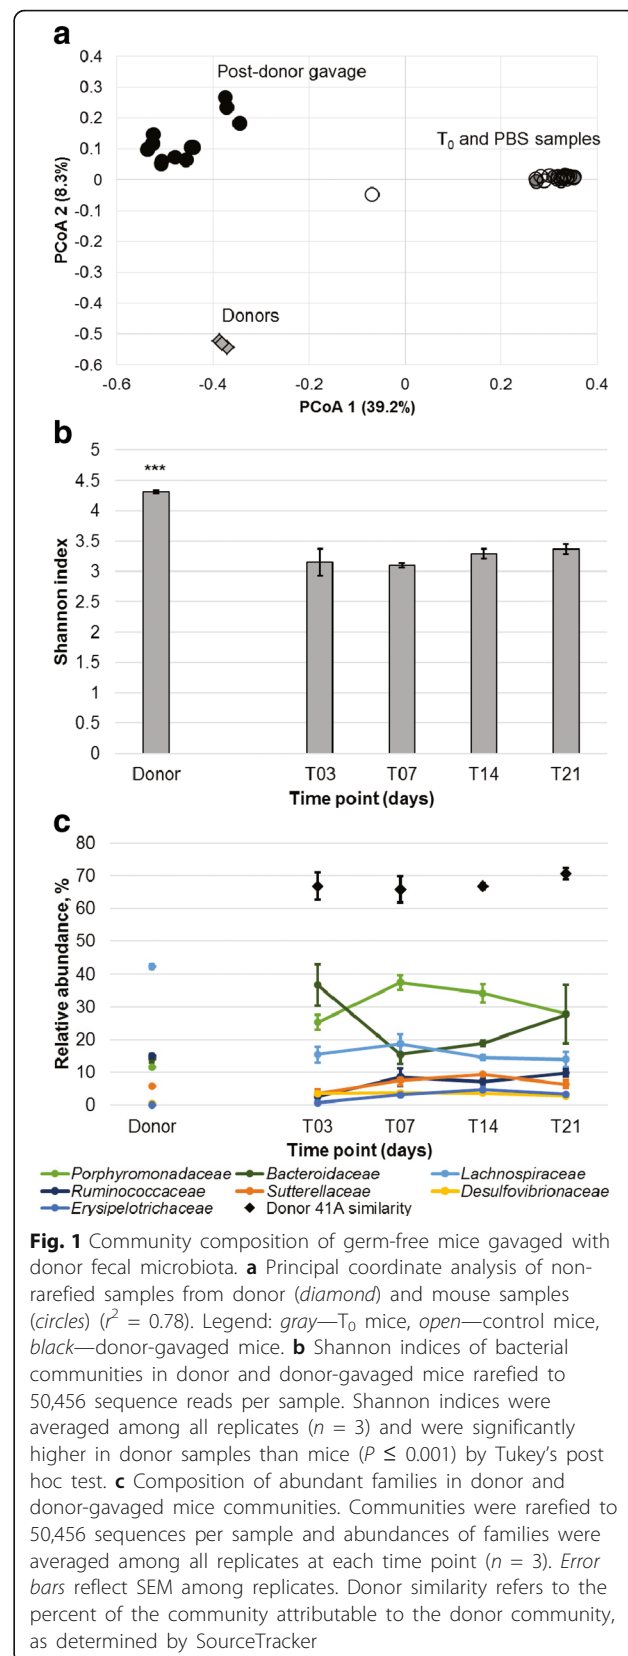 a
0.4
0.3
0.2
0.1
0
-0.1
-0.2
-0.3
-0.4
-0.5
-0.6
PCoA 2 (8.3%)
Post-donor gavage
T0 and PBS samples
Donors
-0.6
-0.4
-0.2
0
0.2
0.4
PCoA 1 (39.2%)
b
5
4.5
4
3.5
3
2.5
2
1.5
1
0.5
0
Shannon index
***
Donor
T03
T07
T14
T21
Time point (days)
c
80
70
60
50
40
30
20
10
0
Relative abundance, %
Donor
T03
T07
T14
T21
Time point (days)
Porphyromonadaceae
Bacteroidaceae
Lachnospiraceae
Ruminococcaceae
Sutterellaceae
Desulfovibrionaceae
Erysipelotrichaceae
Donor 41A similarity
Fig. 1 Community composition of germ-free mice gavaged with
donor fecal microbiota. a Principal coordinate analysis of non-
rarefied samples from donor (diamond) and mouse samples
(circles) (r² = 0.78). Legend: gray—T0 mice, open—control mice,
black—donor-gavaged mice. b Shannon indices of bacterial
communities in donor and donor-gavaged mice rarefied to
50,456 sequence reads per sample. Shannon indices were
averaged among all replicates (n = 3) and were significantly
higher in donor samples than mice (P ≤ 0.001) by Tukey's post
hoc test. c Composition of abundant families in donor and
donor-gavaged mice communities. Communities were rarefied to
50,456 sequences per sample and abundances of families were
averaged among all replicates at each time point (n = 3). Error
bars reflect SEM among replicates. Donor similarity refers to the
percent of the community attributable to the donor community,
as determined by SourceTracker